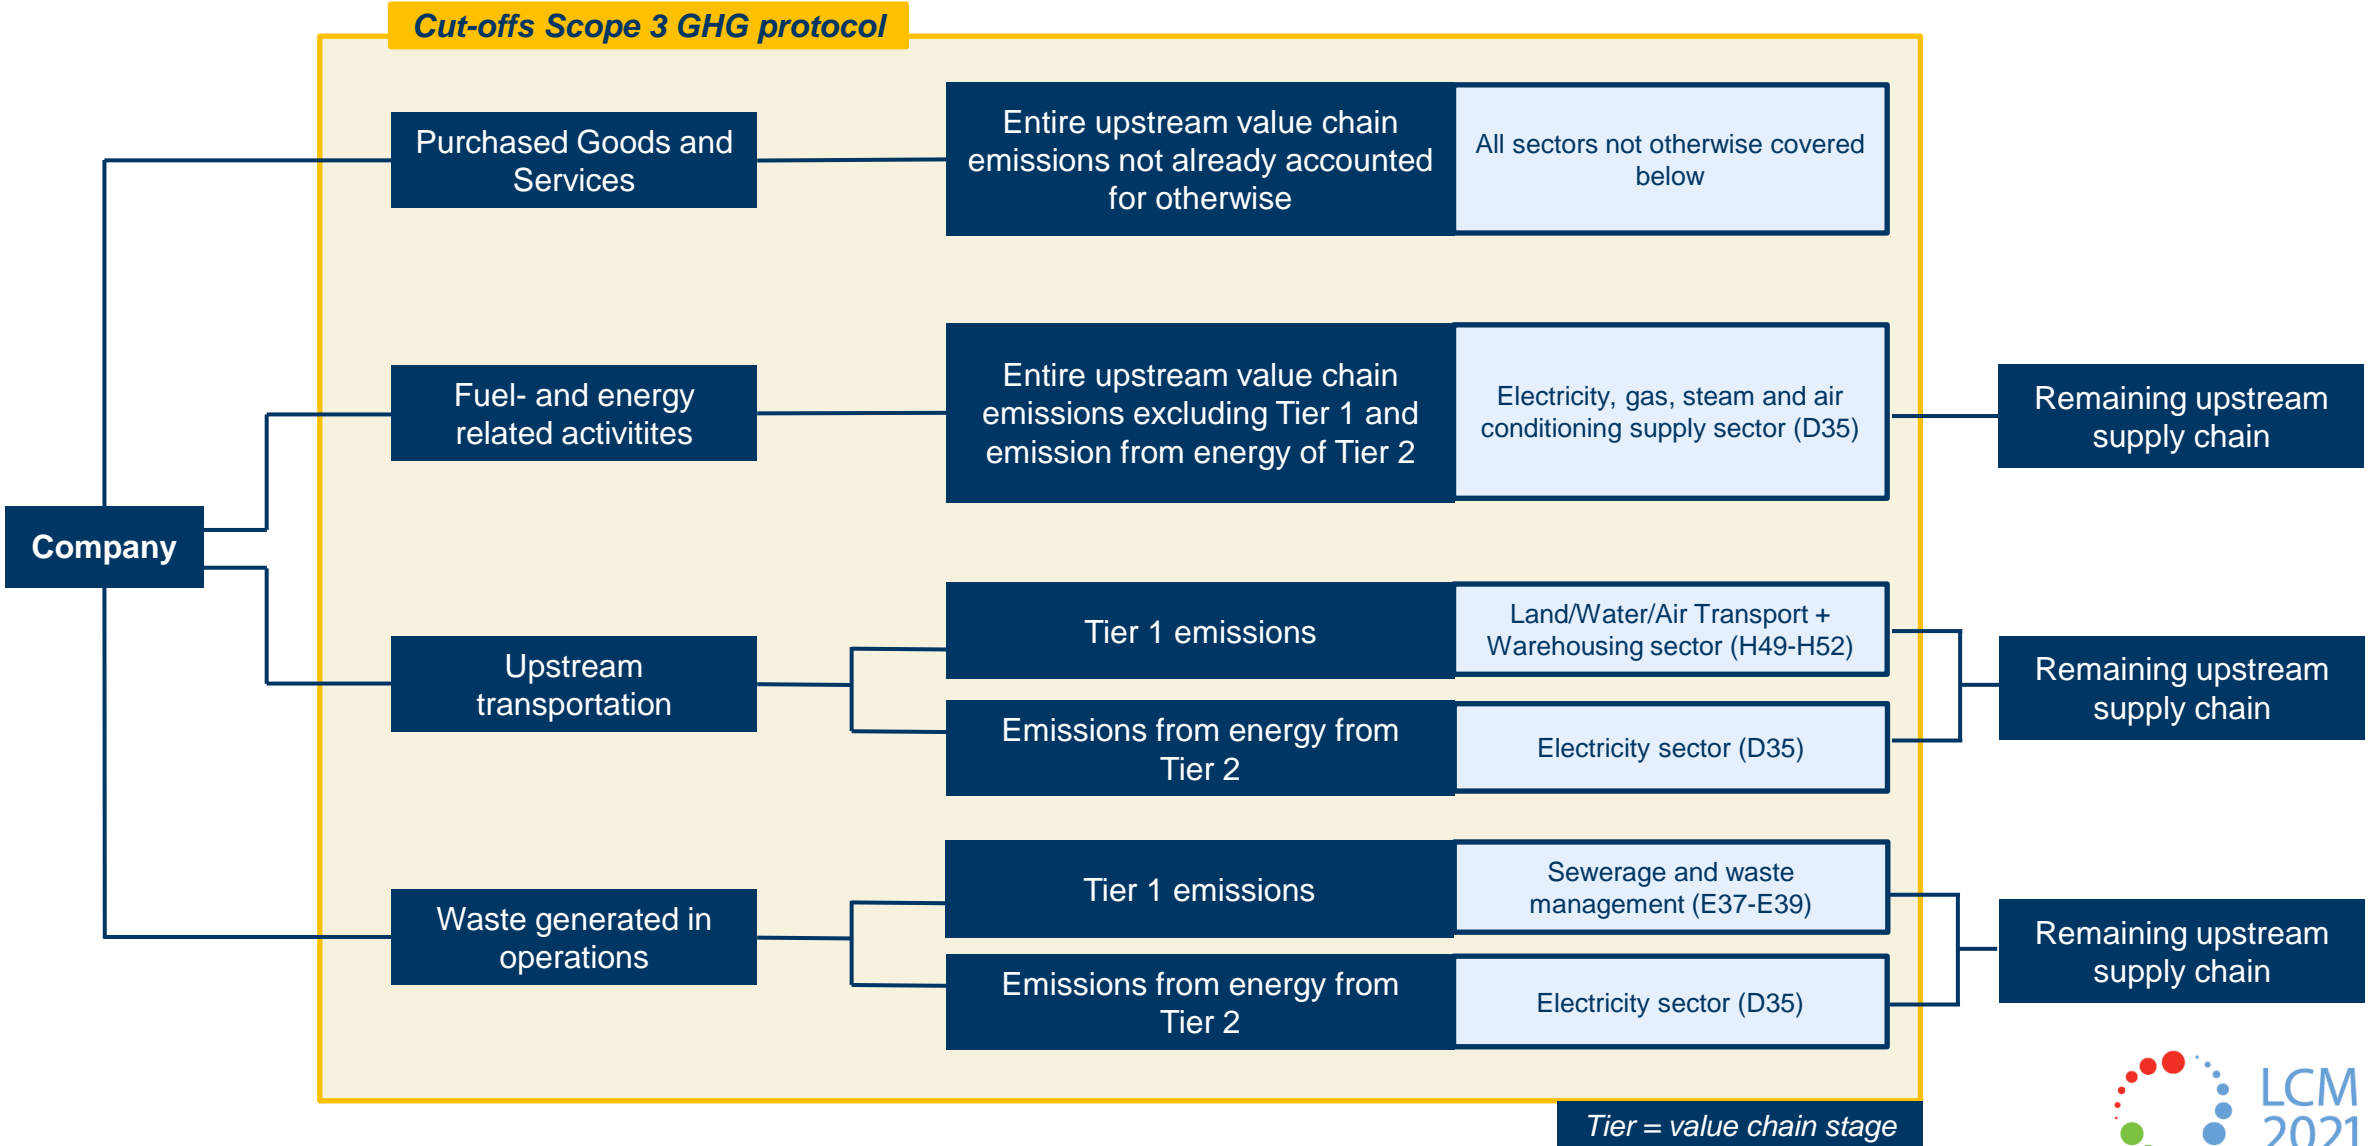 Cut-offs Scope 3 GHG protocol
Purchased Goods and
Services
Entire upstream value chain
emissions not already accounted
for otherwise
All sectors not otherwise covered
below
Fuel- and energy
related activitites
Entire upstream value chain
emissions excluding Tier 1 and
emission from energy of Tier 2
Electricity, gas, steam and air
conditioning supply sector (D35)
Remaining upstream
supply chain
Company
Upstream
transportation
Tier 1 emissions
Land/Water/Air Transport +
Warehousing sector (H49-H52)
Emissions from energy from
Tier 2
Electricity sector (D35)
Remaining upstream
supply chain
Waste generated in
operations
Tier 1 emissions
Sewerage and waste
management (E37-E39)
Emissions from energy from
Tier 2
Electricity sector (D35)
Remaining upstream
supply chain
Tier = value chain stage
LCM
2021